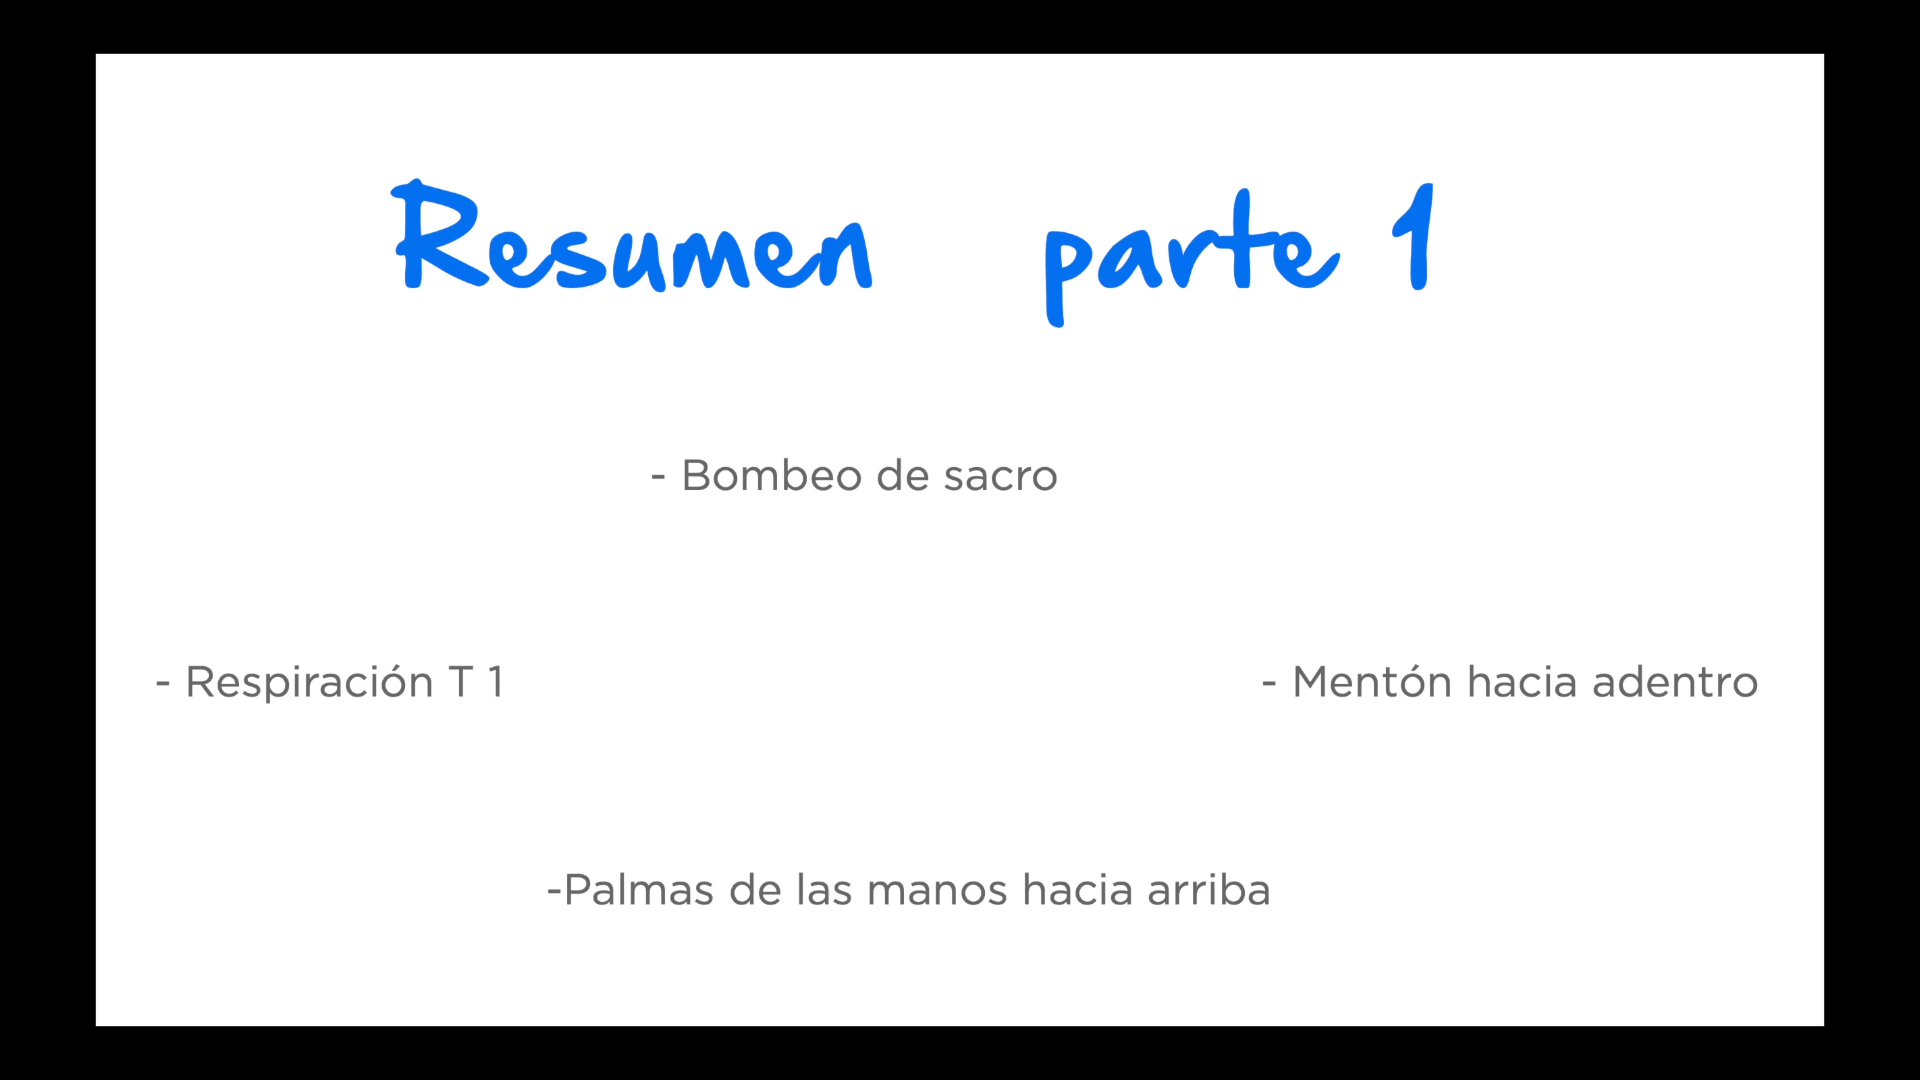 Resumen parte 1
- Bombeo de sacro
- Respiración T 1
- Mentón hacia adentro
-Palmas de las manos hacia arriba